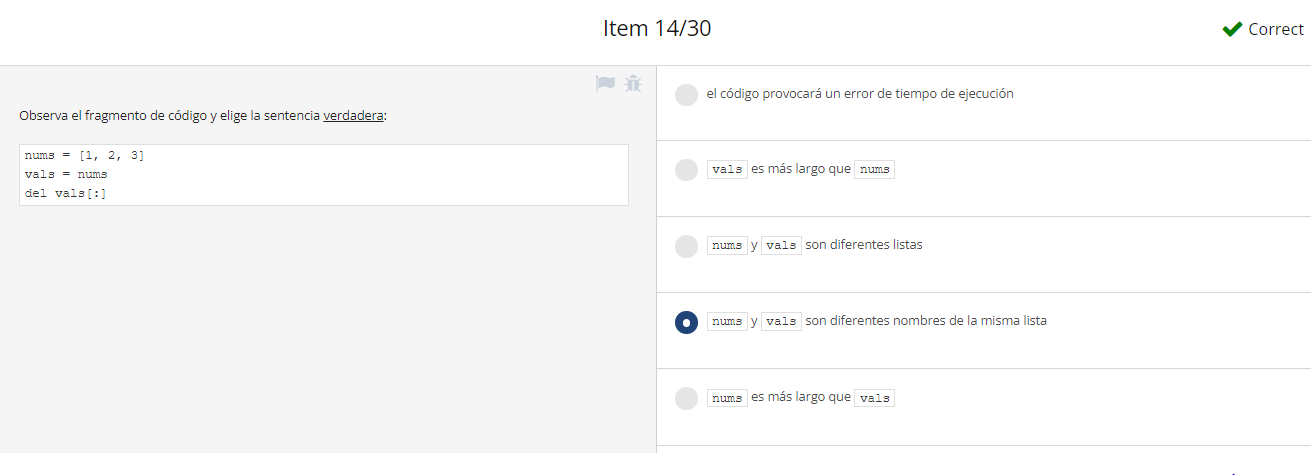 Item 14/30
Correct
Observa el fragmento de código y elige la sentencia verdadera:
nums = [1, 2, 3]
vals = nums
del vals[:]
el código provocará un error de tiempo de ejecución
vals es más largo que nums
nums y vals son diferentes listas
nums y vals son diferentes nombres de la misma lista
nums es más largo que vals